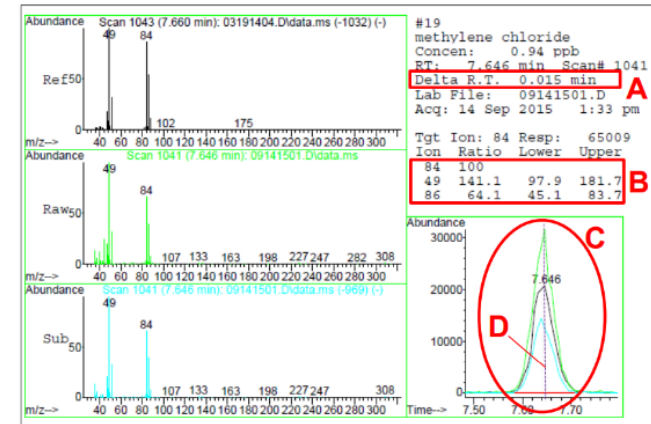 Abundance Scan 1043 (7.660 min): 03191404.D\data.ms (-1032) (-)
49 84
Ref50
102 175
0
m/z--> 40 60 80 100 120 140 160 180 200 220 240 260 280 300
Abundance Scan 1041 (7.646 min): 09141501.D\data.ms
49
84
Raw50
107 133 163 198 227 247 282 308
0
m/z--> 40 60 80 100 120 140 160 180 200 220 240 260 280 300
Abundance Scan 1041 (7.646 min): 09141501.D\data.ms (-969) (-)
49
84
Sub50
107 133 163 198 227 247 308
0
m/z--> 40 60 80 100 120 140 160 180 200 220 240 260 280 300
#19
methylene chloride
Concen: 0.94 ppb
RT: 7.646 min Scan# 1041
Delta R.T. 0.015 min A
Lab File: 09141501.D
Acq: 14 Sep 2015 1:33 pm
Tgt Ion: 84 Resp: 65009
Ion Ratio Lower Upper
84 100
49 141.1 97.9 181.7 B
86 64.1 45.1 83.7
Abundance
30000 C
7.646
20000
D
10000
0
Time--> 7.50 7.60 7.70